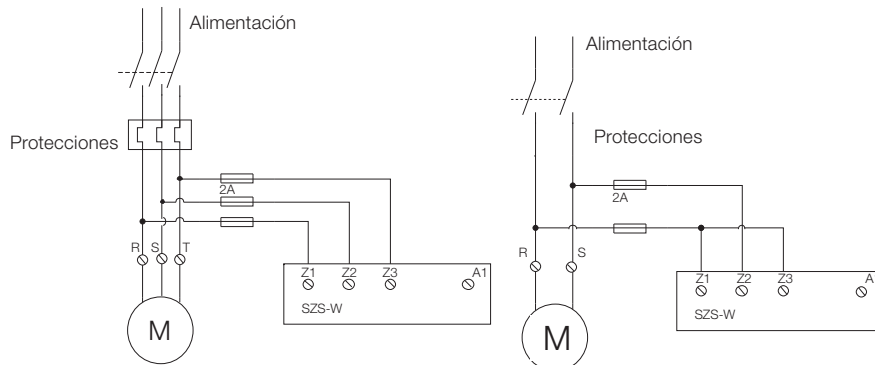 Alimentación
Protecciones
2A
R S T
Z1 Z2 Z3 A1
SZS-W
M
Alimentación
Protecciones
2A
R S
Z1 Z2 Z3 A
SZS-W
M